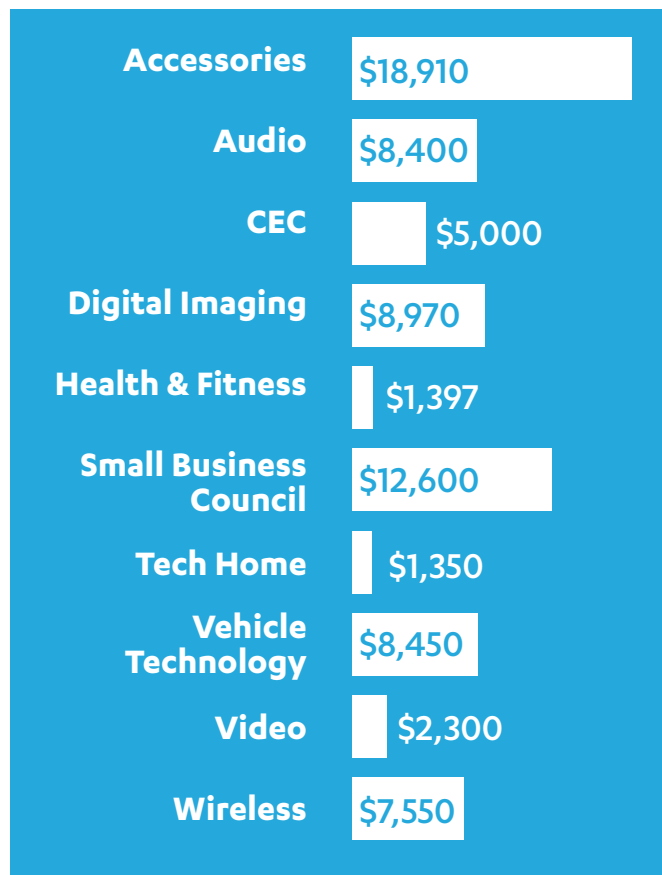 Accessories $18,910
Audio $8,400
CEC $5,000
Digital Imaging $8,970
Health & Fitness $1,397
Small Business
Council $12,600
Tech Home $1,350
Vehicle
Technology $8,450
Video $2,300
Wireless $7,550